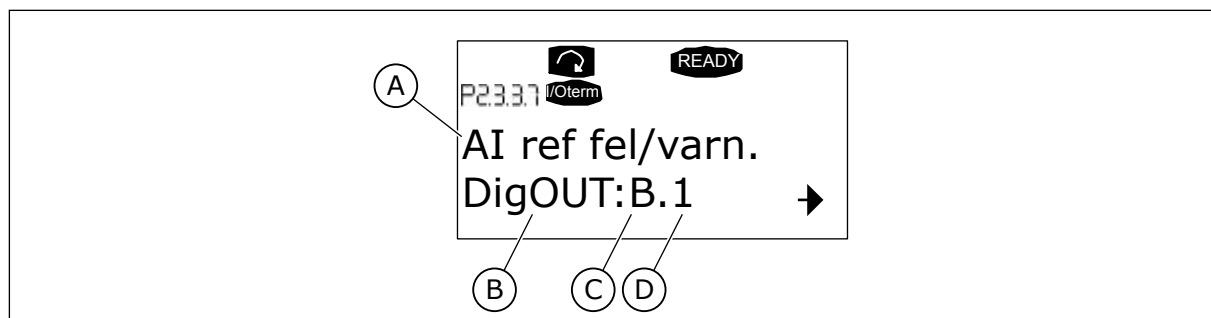 READY
P2.3.3.7 I/Oterm
A
AI ref fel/varn.
DigOUT:B.1
B C D